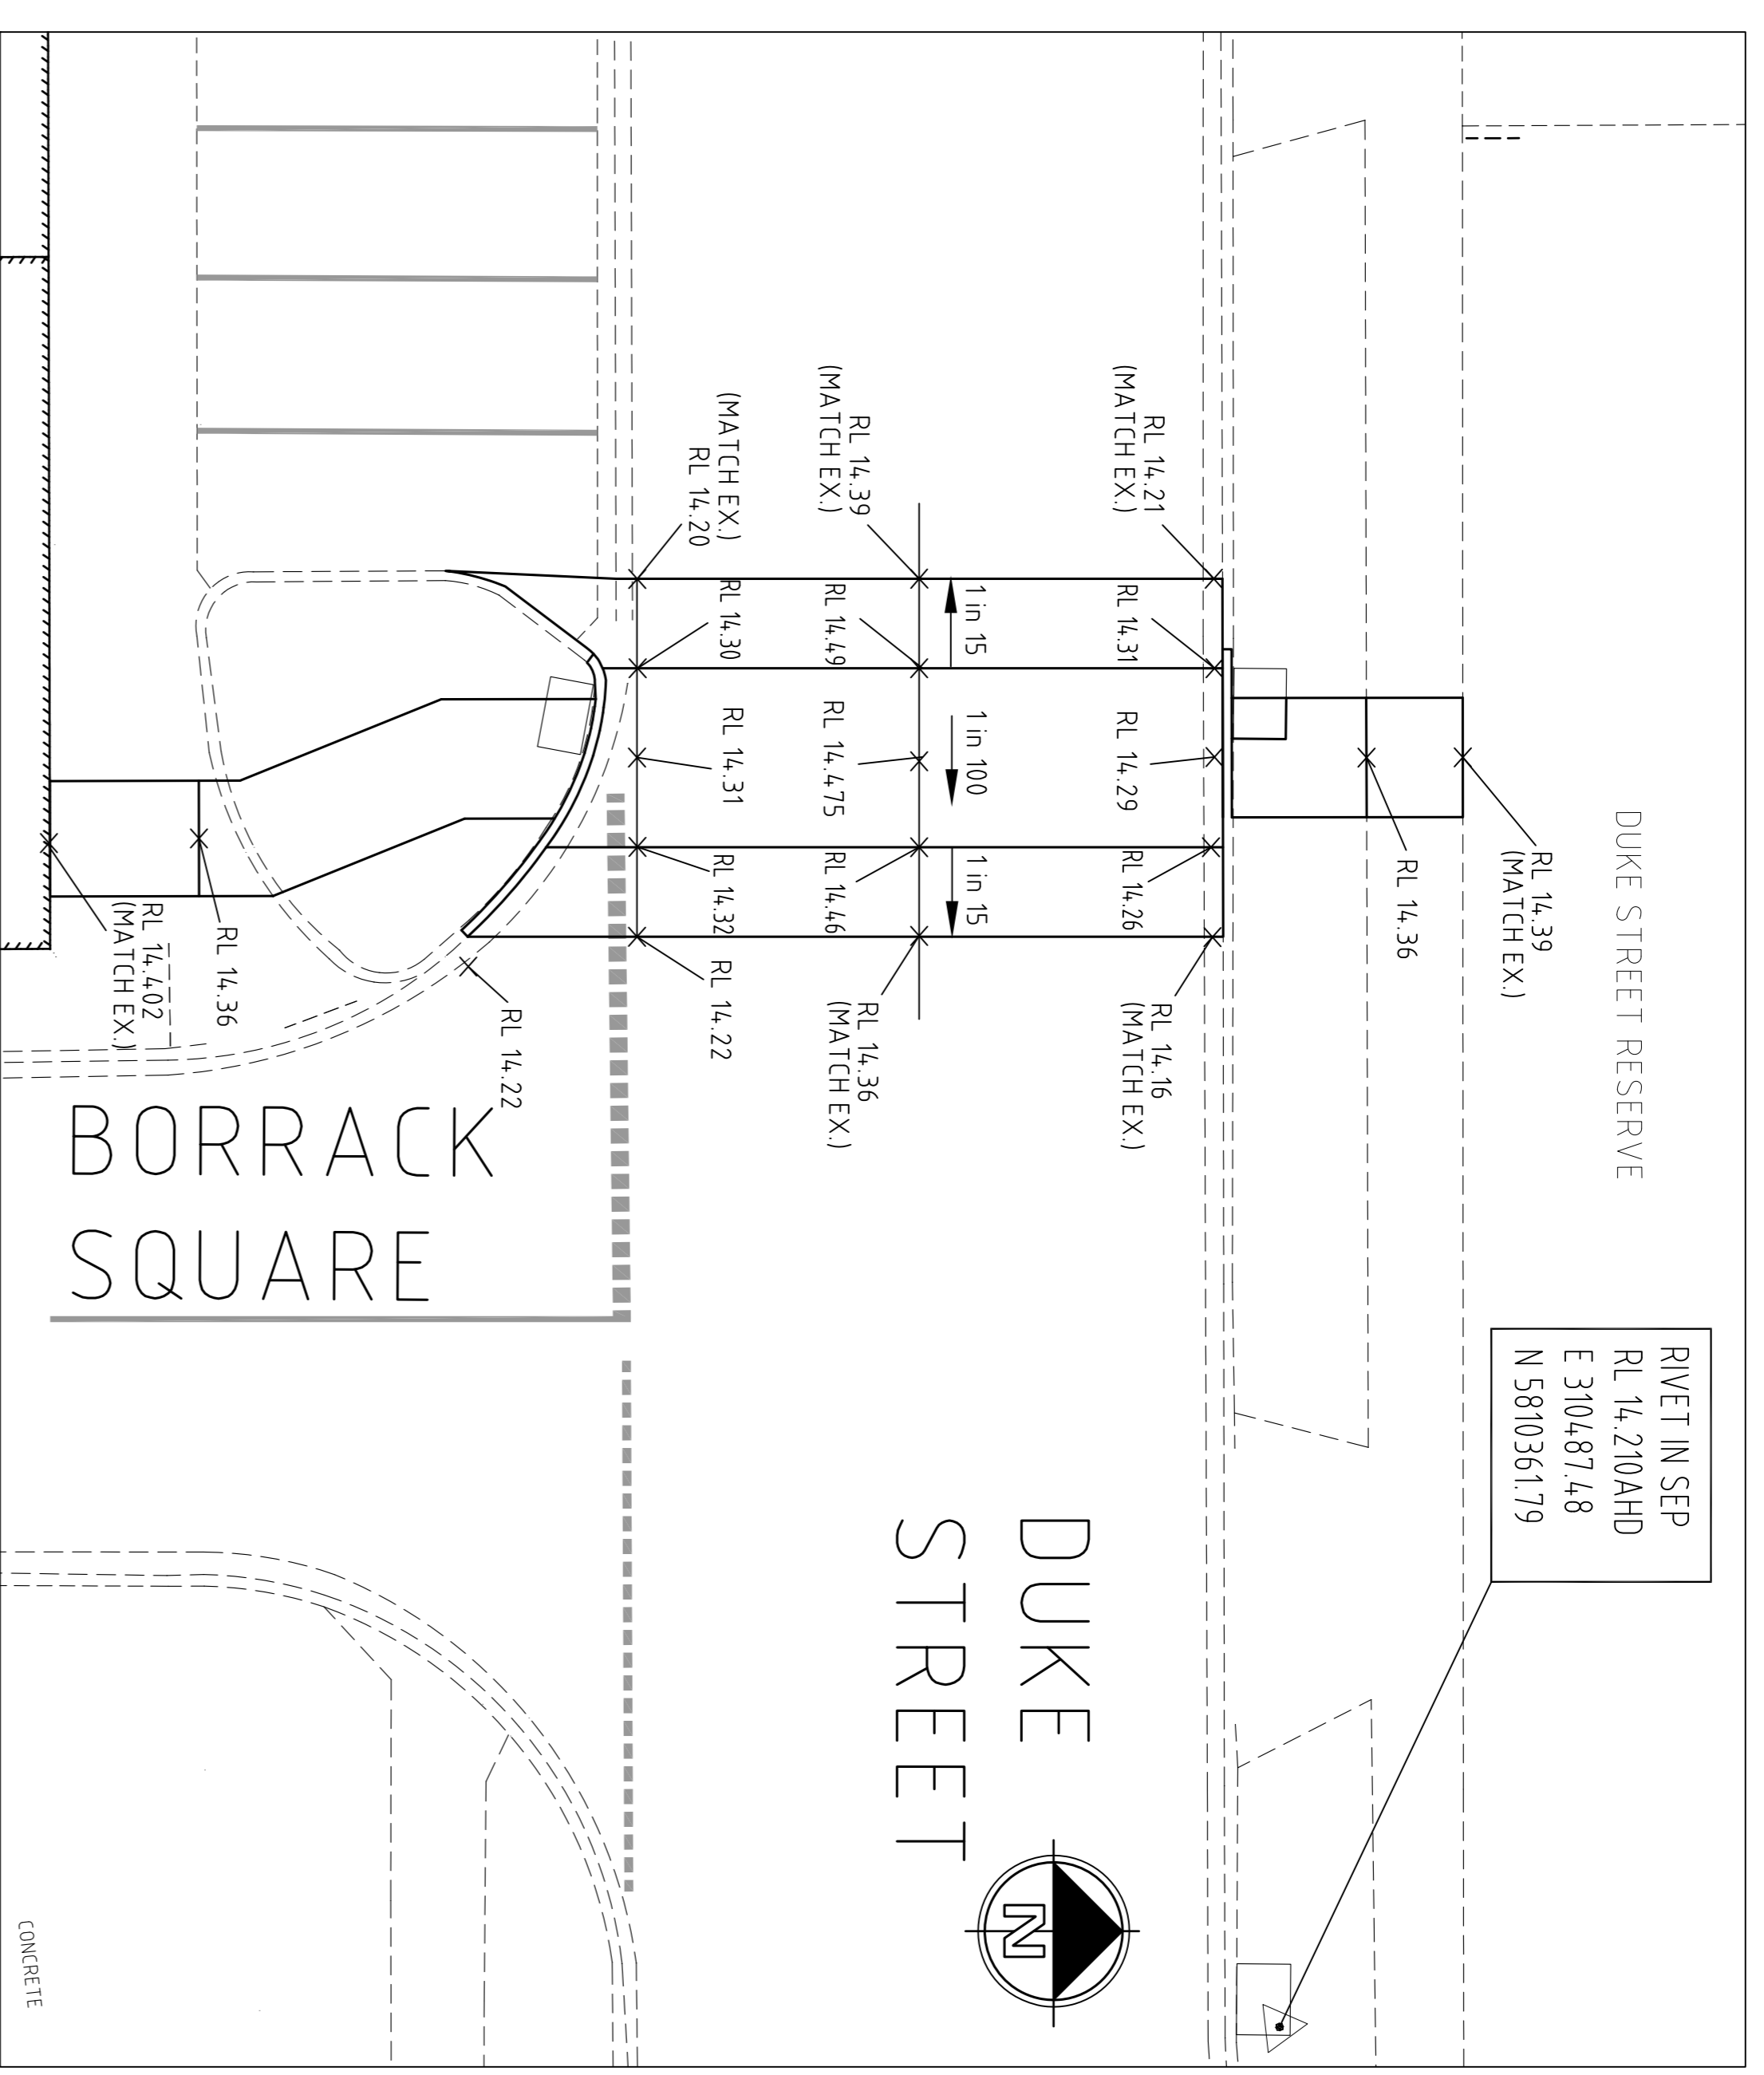 DUKE STREET RESERVE
RIVET IN SEP
RL 14.210AHD
E 310487.48
N 5810361.79
RL 14.39
(MATCH EX.)
RL 14.36
RL 14.21
(MATCH EX.)
RL 14.31
RL 14.29
RL 14.26
RL 14.16
(MATCH EX.)
1 in 15
1 in 100
1 in 15
RL 14.39
(MATCH EX.)
RL 14.49
RL 14.475
RL 14.46
RL 14.36
(MATCH EX.)
(MATCH EX.)
RL 14.20
RL 14.30
RL 14.31
RL 14.32
RL 14.22
RL 14.22
RL 14.36
RL 14.402
(MATCH EX.)
DUKE
STREET
N
BORRACK
SQUARE
CONCRETE